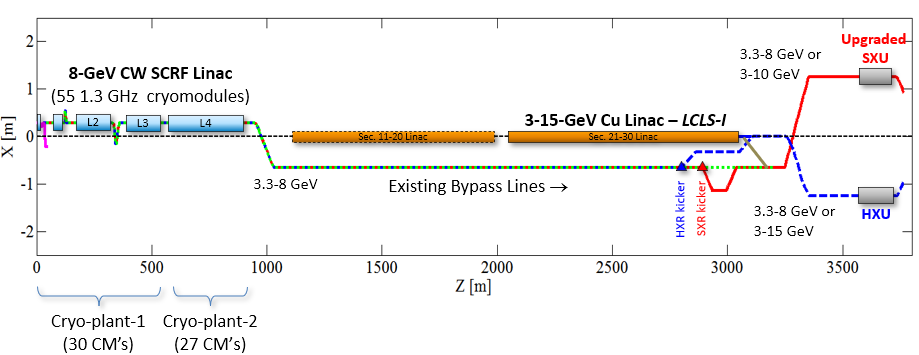 2
1
0
-1
-2
X [m]
8-GeV CW SCRF Linac
(55 1.3 GHz cryomodules)
L2
L3
L4
3.3-8 GeV
Sec. 11-20 Linac
3-15-GeV Cu Linac – LCLS-I
Sec. 21-30 Linac
Existing Bypass Lines →
HXR kicker
SXR kicker
3.3-8 GeV or
3-10 GeV
Upgraded
SXU
3.3-8 GeV or
3-15 GeV
HXU
0
500
1000
1500
2000
2500
3000
3500
Z [m]
Cryo-plant-1
(30 CM’s)
Cryo-plant-2
(27 CM’s)